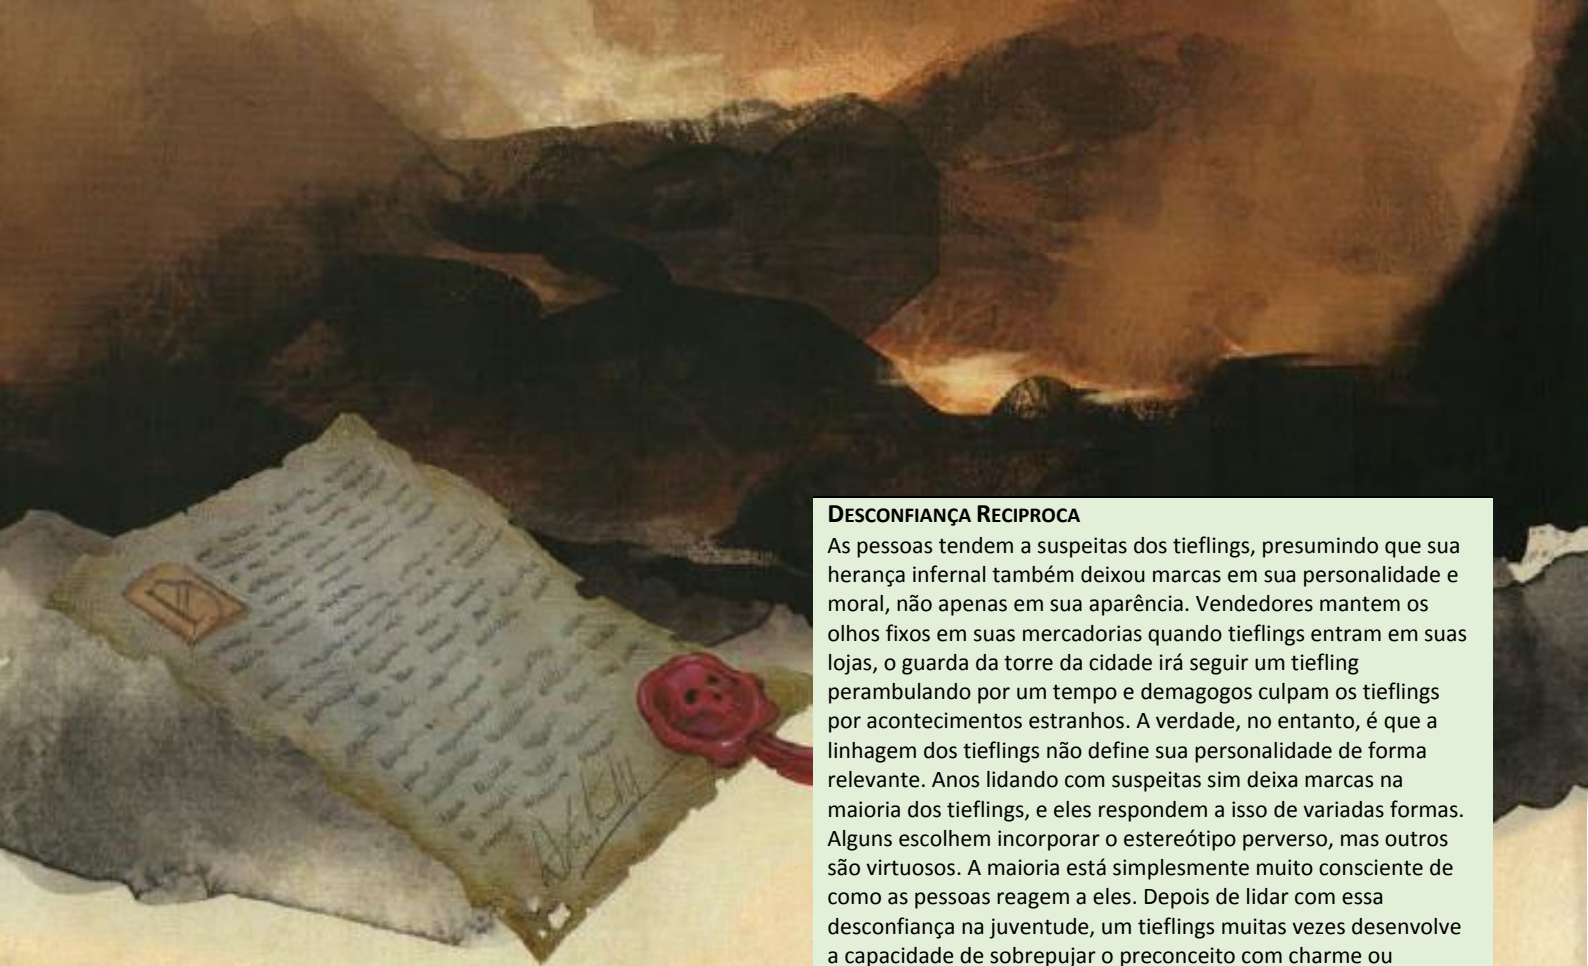 DESCONFIANÇA RECIPROCA
As pessoas tendem a suspeitas dos tieflings, presumindo que sua
herança infernal também deixou marcas em sua personalidade e
moral, não apenas em sua aparência. Vendedores mantem os
olhos fixos em suas mercadorias quando tieflings entram em suas
lojas, o guarda da torre da cidade irá seguir um tiefling
perambulando por um tempo e demagogos culpam os tieflings
por acontecimentos estranhos. A verdade, no entanto, é que a
linhagem dos tieflings não define sua personalidade de forma
relevante. Anos lidando com suspeitas sim deixa marcas na
maioria dos tieflings, e eles respondem a isso de variadas formas.
Alguns escolhem incorporar o estereótipo perverso, mas outros
são virtuosos. A maioria está simplesmente muito consciente de
como as pessoas reagem a eles. Depois de lidar com essa
desconfiança na juventude, um tieflings muitas vezes desenvolve
a capacidade de sobrepujar o preconceito com charme ou